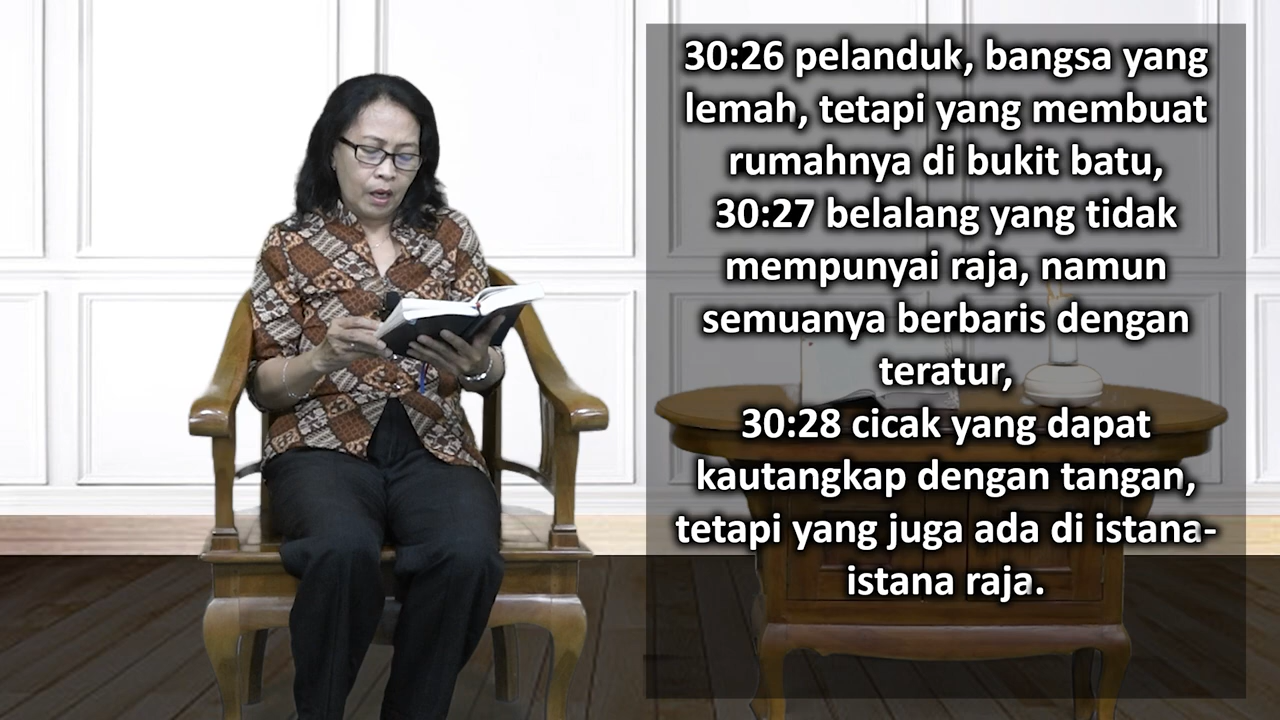 30:26 pelanduk, bangsa yang
lemah, tetapi yang membuat
rumahnya di bukit batu,
30:27 belalang yang tidak
mempunyai raja, namun
semuanya berbaris dengan
teratur,
30:28 cicak yang dapat
kautangkap dengan tangan,
tetapi yang juga ada di istana-
istana raja.